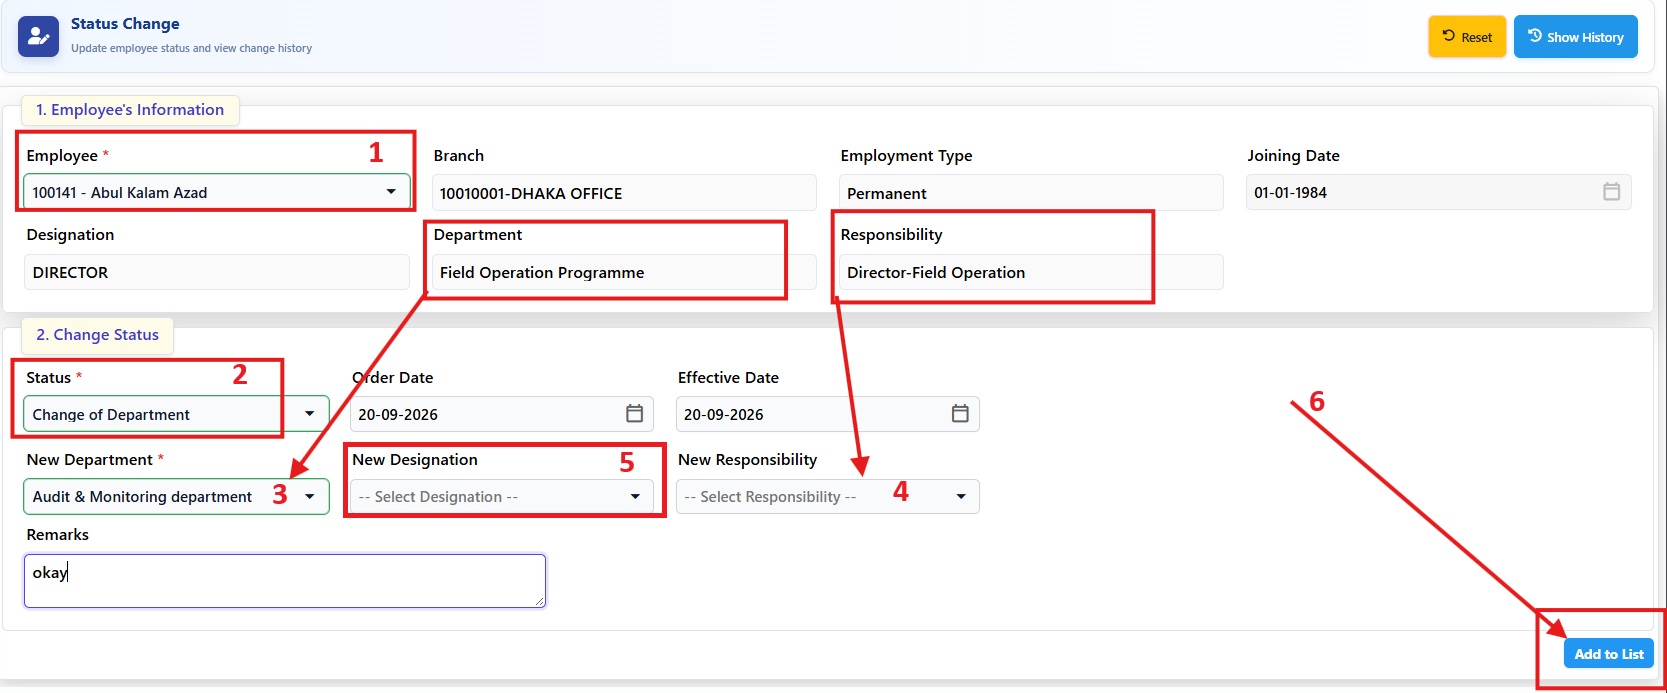 Status Change
Update employee status and view change history
Reset
Show History
1. Employee's Information
Employee *
1
Branch
Employment Type
Joining Date
100141 - Abul Kalam Azad
10010001-DHAKA OFFICE
Permanent
01-01-1984
Designation
Department
Responsibility
DIRECTOR
Field Operation Programme
Director-Field Operation
2. Change Status
Status *
2
Order Date
Effective Date
Change of Department
20-09-2026
20-09-2026
6
New Department *
New Designation
5
New Responsibility
Audit & Monitoring department
3
-- Select Designation --
-- Select Responsibility --
4
Remarks
okay
Add to List